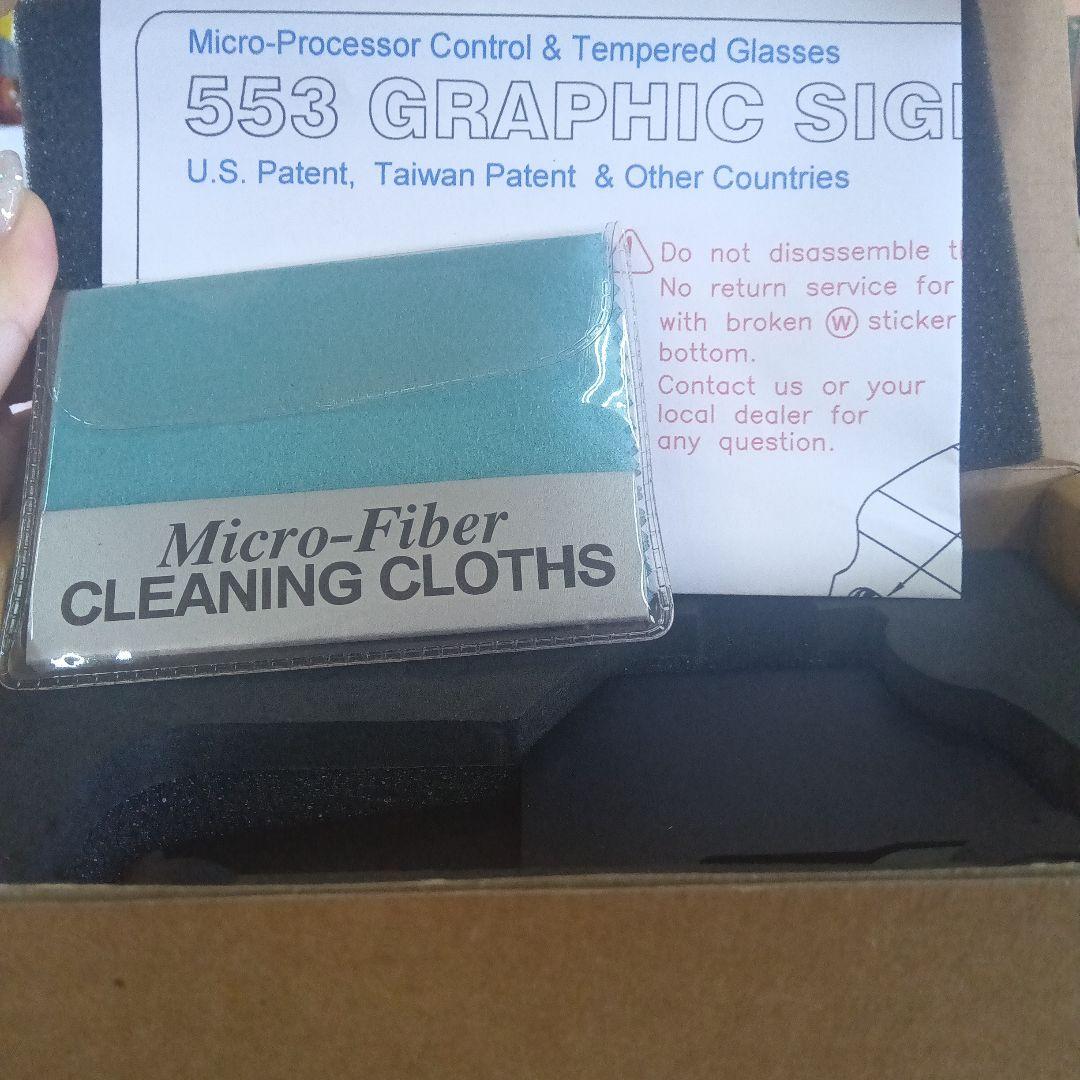 Micro-Processor Control & Tempered Glasses
553 GRAPHIC SIG
U.S. Patent, Taiwan Patent & Other Countries
Do not disassemble
No return service for
with broken W sticker
bottom.
Contact us or your
local dealer for
any question.
Micro-Fiber
CLEANING CLOTHS